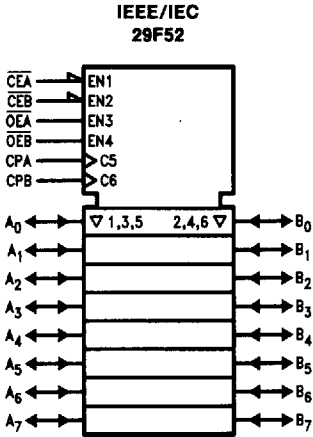 IEEE/IEC
29F52
CEA EN1
CEB EN2
OEA EN3
OEB EN4
CPA C5
CPB C6
A0 ▽ 1,3,5 2,4,6 ▽ B0
A1 B1
A2 B2
A3 B3
A4 B4
A5 B5
A6 B6
A7 B7